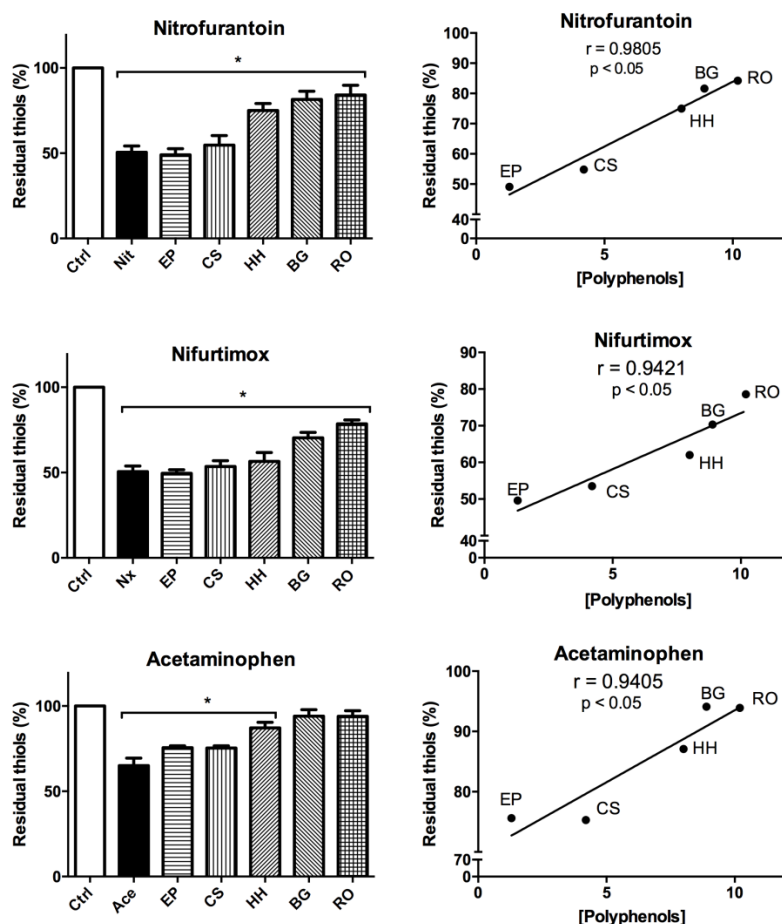 Nitrofurantoin
*
Residual thiols (%)
100
50
0
Ctrl
Nit
EP
CS
HH
BG
RO
Nitrofurantoin
r = 0.9805
p < 0.05
Residual thiols (%)
100
90
80
70
60
50
40
0
EP
CS
HH
BG
RO
0
5
10
[Polyphenols]
Nifurtimox
*
Residual thiols (%)
100
50
0
Ctrl
Nx
EP
CS
HH
BG
RO
Nifurtimox
r = 0.9421
p < 0.05
Residual thiols (%)
90
80
70
60
50
40
0
EP
CS
HH
BG
RO
0
5
10
[Polyphenols]
Acetaminophen
*
Residual thiols (%)
100
50
0
Ctrl
Ace
EP
CS
HH
BG
RO
Acetaminophen
r = 0.9405
p < 0.05
Residual thiols (%)
100
90
80
70
0
EP
CS
HH
BG
RO
0
5
10
[Polyphenols]